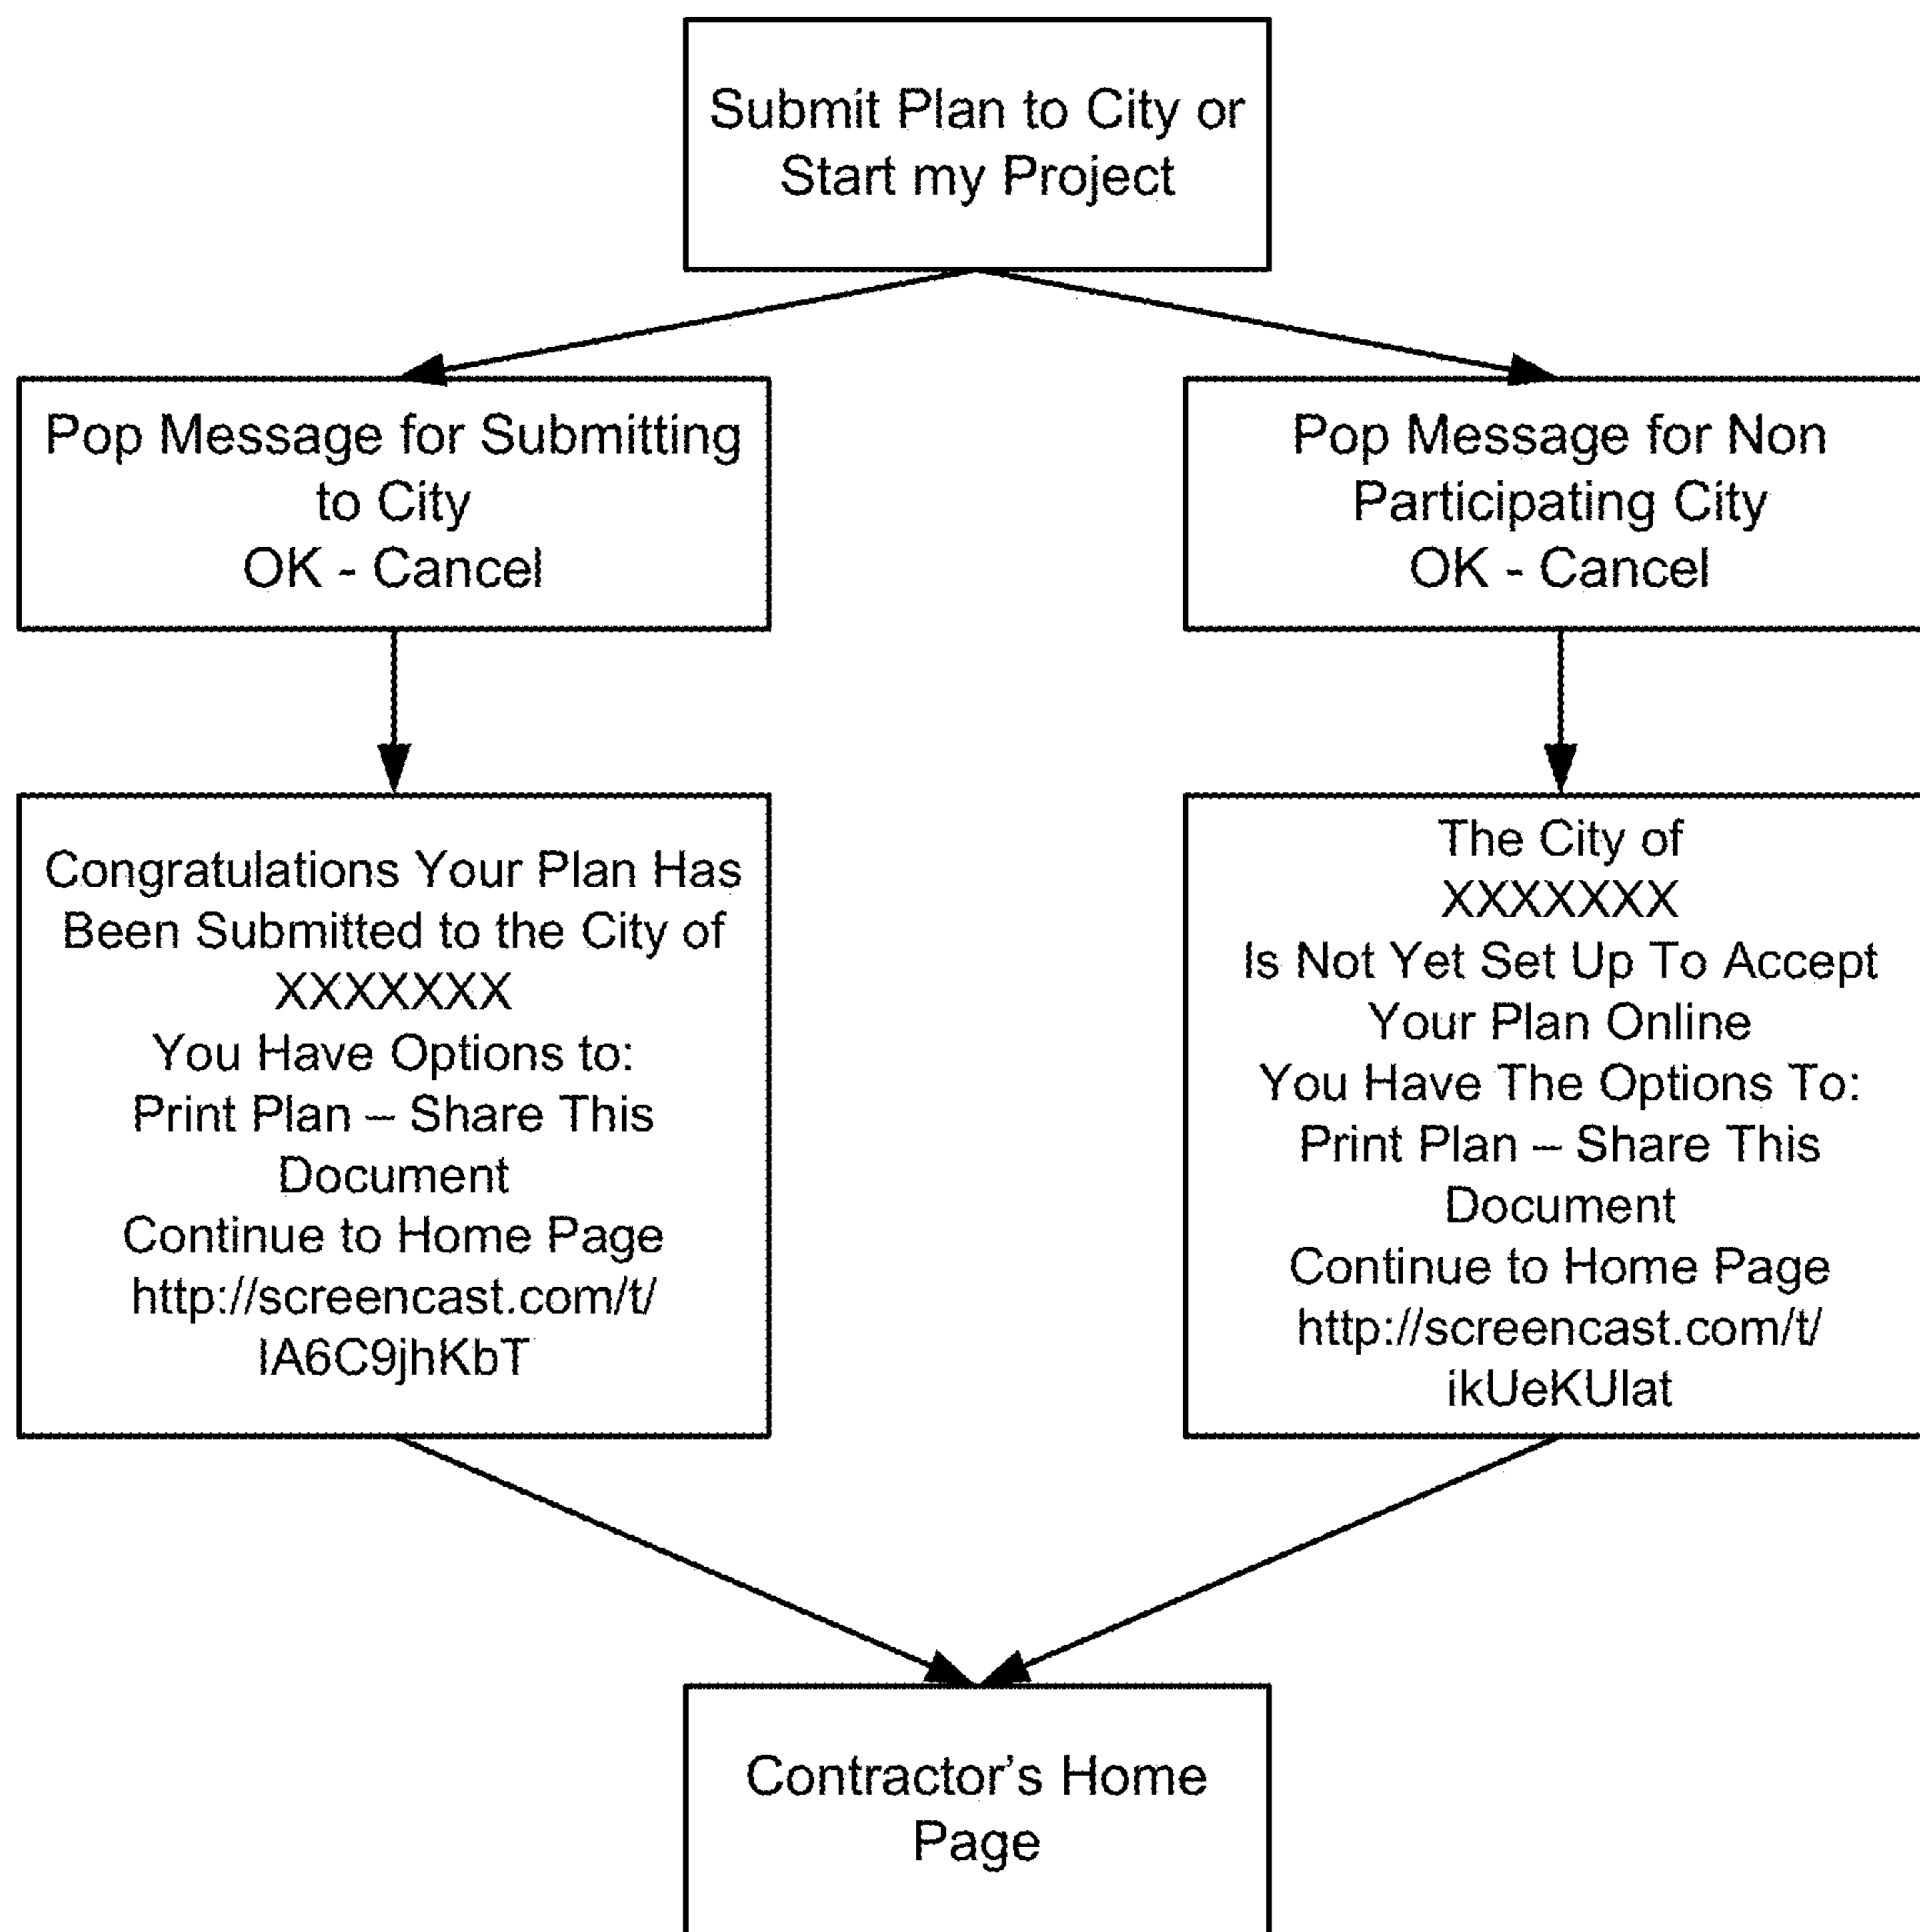 Submit Plan to City or
Start my Project
Pop Message for Submitting
to City
OK - Cancel
Pop Message for Non
Participating City
OK - Cancel
Congratulations Your Plan Has
Been Submitted to the City of
XXXXXXX
You Have Options to:
Print Plan – Share This
Document
Continue to Home Page
http://screencast.com/t/
IA6C9jhKbT
The City of
XXXXXXX
Is Not Yet Set Up To Accept
Your Plan Online
You Have The Options To:
Print Plan – Share This
Document
Continue to Home Page
http://screencast.com/t/
ikUeKUlat
Contractor's Home
Page